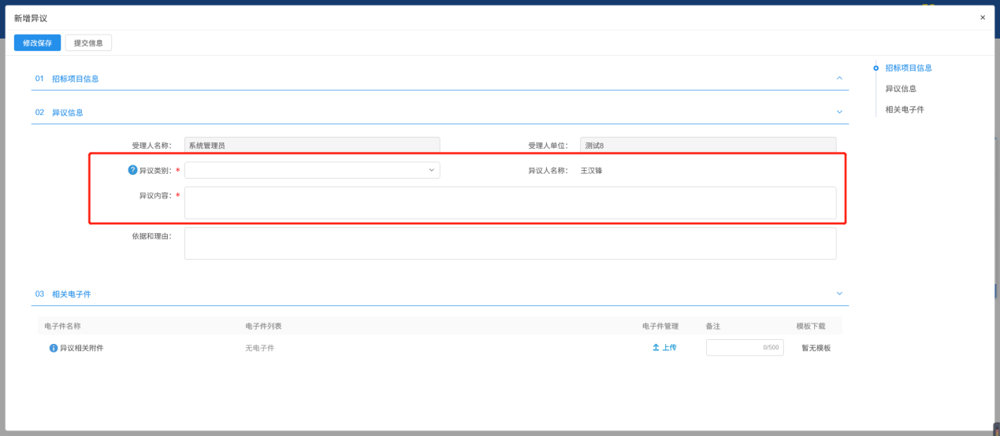 新增异议 ×
修改保存 提交信息
01 招标项目信息
招标项目信息
异议信息
相关电子件
02 异议信息
受理人名称： 系统管理员 受理人单位： 测试8
? 异议类别：* 异议人名称： 王汉锋
异议内容：*
依据和理由：
03 相关电子件
电子件名称 电子件列表 电子件管理 备注 模板下载
异议相关附件 无电子件 上传 0/500 暂无模板